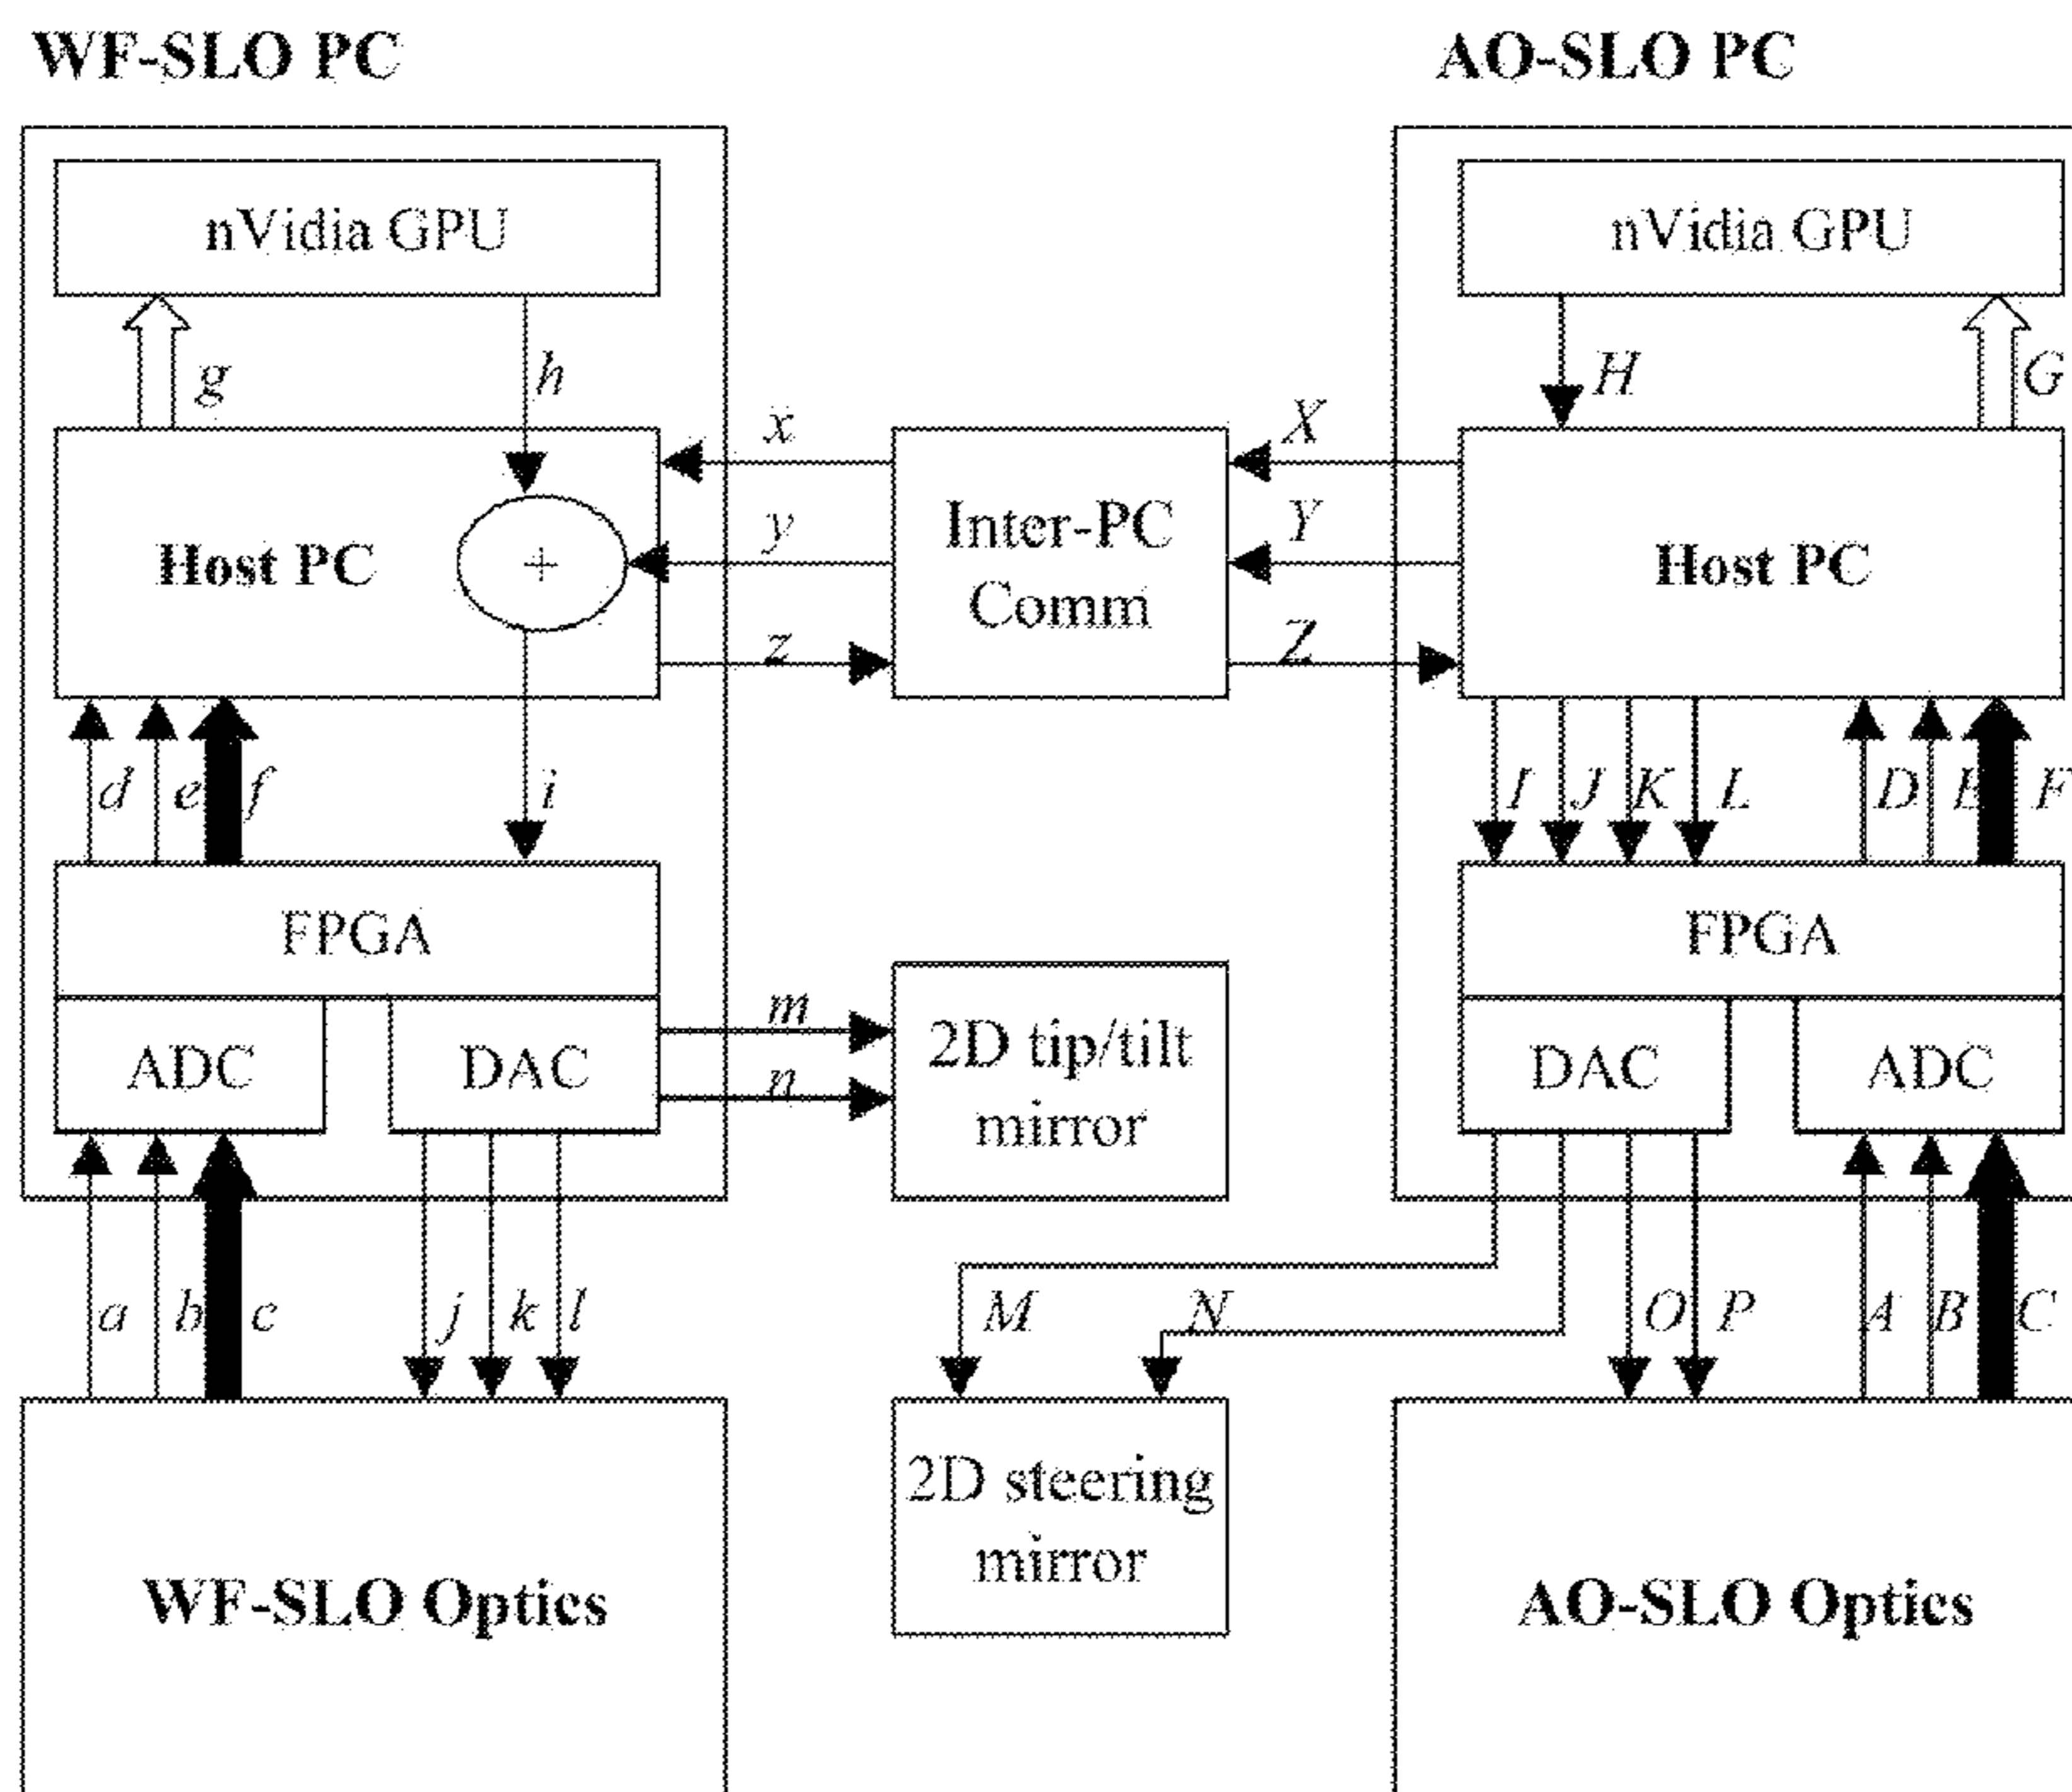 WF-SLO PC AO-SLO PC
nVidia GPU nVidia GPU
g h H G
x X
Host PC + y Inter-PC Comm Y Host PC
z Z
d e f i I J K L D E F
FPGA FPGA
ADC DAC m 2D tip/tilt DAC ADC
n mirror
a b c j k l M N O P A B C
2D steering
mirror
WF-SLO Optics AO-SLO Optics